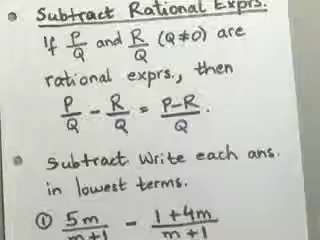 • Subtract Rational Exprs.
If P/Q and R/Q (Q≠0) are
rational exprs., then
P/Q - R/Q = P-R/Q.
• Subtract. Write each ans.
in lowest terms.
① 5m/m+1 - 1+4m/m+1